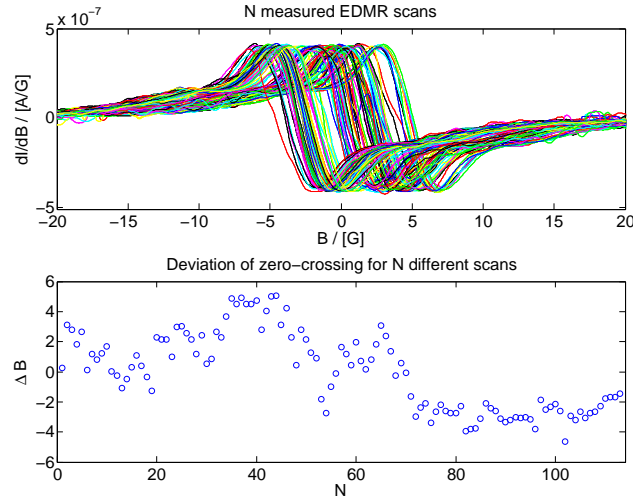 N measured EDMR scans
5 x 10⁻⁷
0
−5
dI/dB / [A/G]
−20 −15 −10 −5 0 5 10 15 20
B / [G]
Deviation of zero−crossing for N different scans
6
4
2
0
−2
−4
−6
Δ B
0 20 40 60 80 100
N